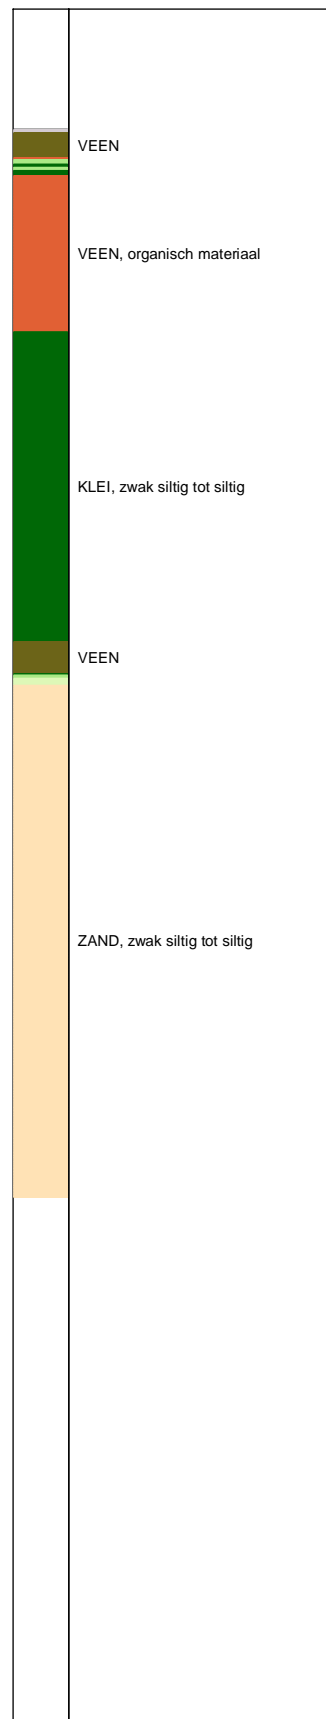 VEEN
VEEN, organisch materiaal
KLEI, zwak siltig tot siltig
VEEN
ZAND, zwak siltig tot siltig